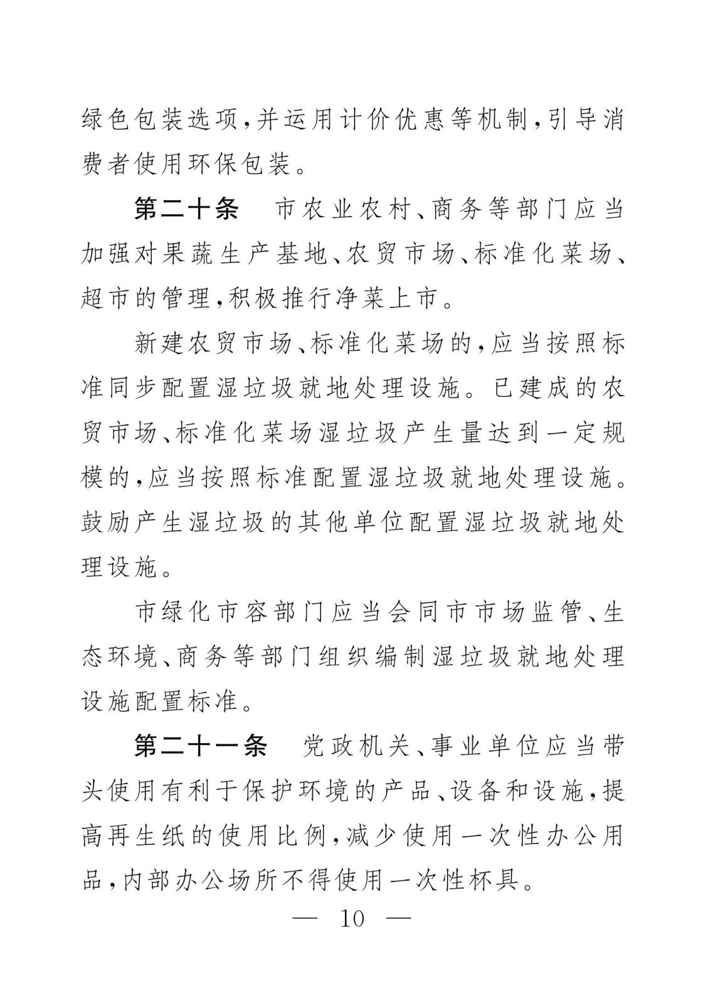 绿色包装选项,并运用计价优惠等机制,引导消
费者使用环保包装。
第二十条　市农业农村、商务等部门应当
加强对果蔬生产基地、农贸市场、标准化菜场、
超市的管理,积极推行净菜上市。
新建农贸市场、标准化菜场的,应当按照标
准同步配置湿垃圾就地处理设施。已建成的农
贸市场、标准化菜场湿垃圾产生量达到一定规
模的,应当按照标准配置湿垃圾就地处理设施。
鼓励产生湿垃圾的其他单位配置湿垃圾就地处
理设施。
市绿化市容部门应当会同市市场监管、生
态环境、商务等部门组织编制湿垃圾就地处理
设施配置标准。
第二十一条　党政机关、事业单位应当带
头使用有利于保护环境的产品、设备和设施,提
高再生纸的使用比例,减少使用一次性办公用
品,内部办公场所不得使用一次性杯具。
— 10 —